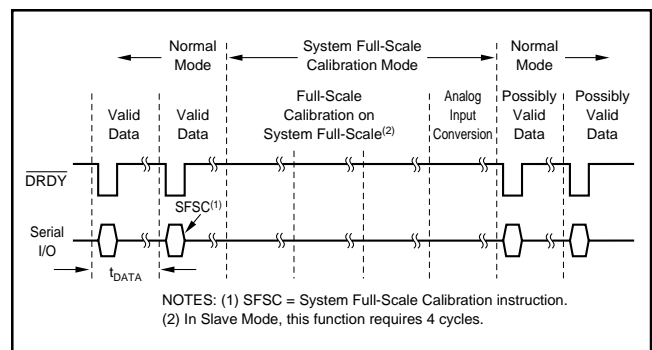 Normal Mode
System Full-Scale Calibration Mode
Normal Mode
Valid Data
Valid Data
Full-Scale Calibration on System Full-Scale(2)
Analog Input Conversion
Possibly Valid Data
Possibly Valid Data
DRDY
SFSC(1)
Serial I/O
tDATA
NOTES: (1) SFSC = System Full-Scale Calibration instruction.
(2) In Slave Mode, this function requires 4 cycles.